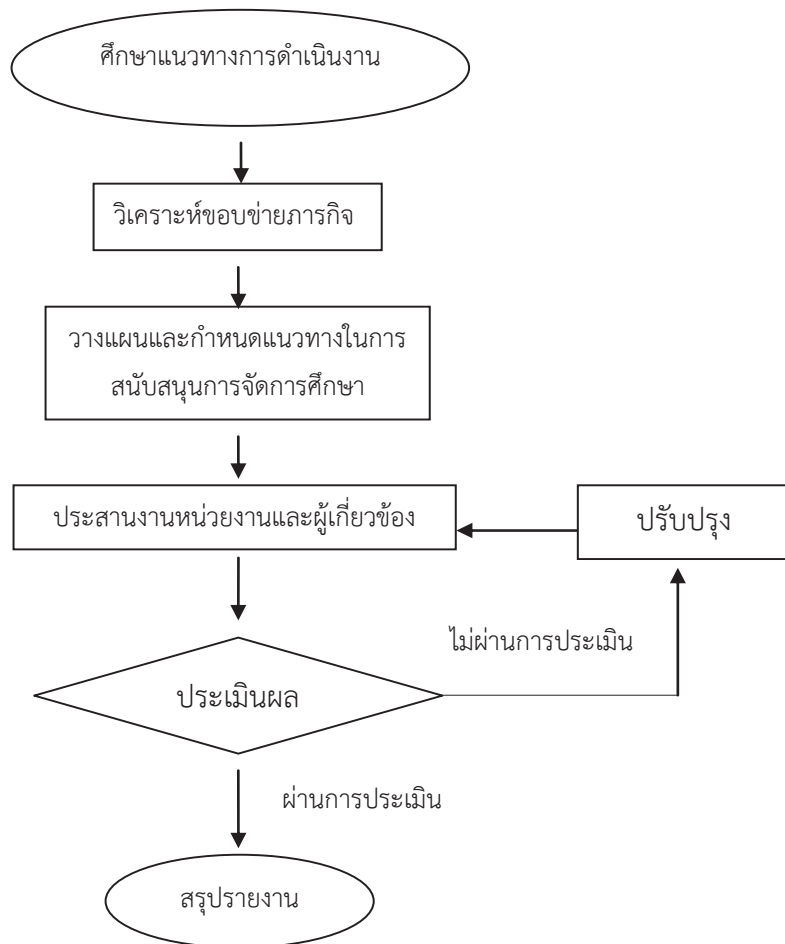 ศึกษาแนวทางการดำเนินงาน
วิเคราะห์ขอบข่ายภารกิจ
วางแผนและกำหนดแนวทางในการ
สนับสนุนการจัดการศึกษา
ประสานงานหน่วยงานและผู้เกี่ยวข้อง
ปรับปรุง
ไม่ผ่านการประเมิน
ประเมินผล
ผ่านการประเมิน
สรุปรายงาน